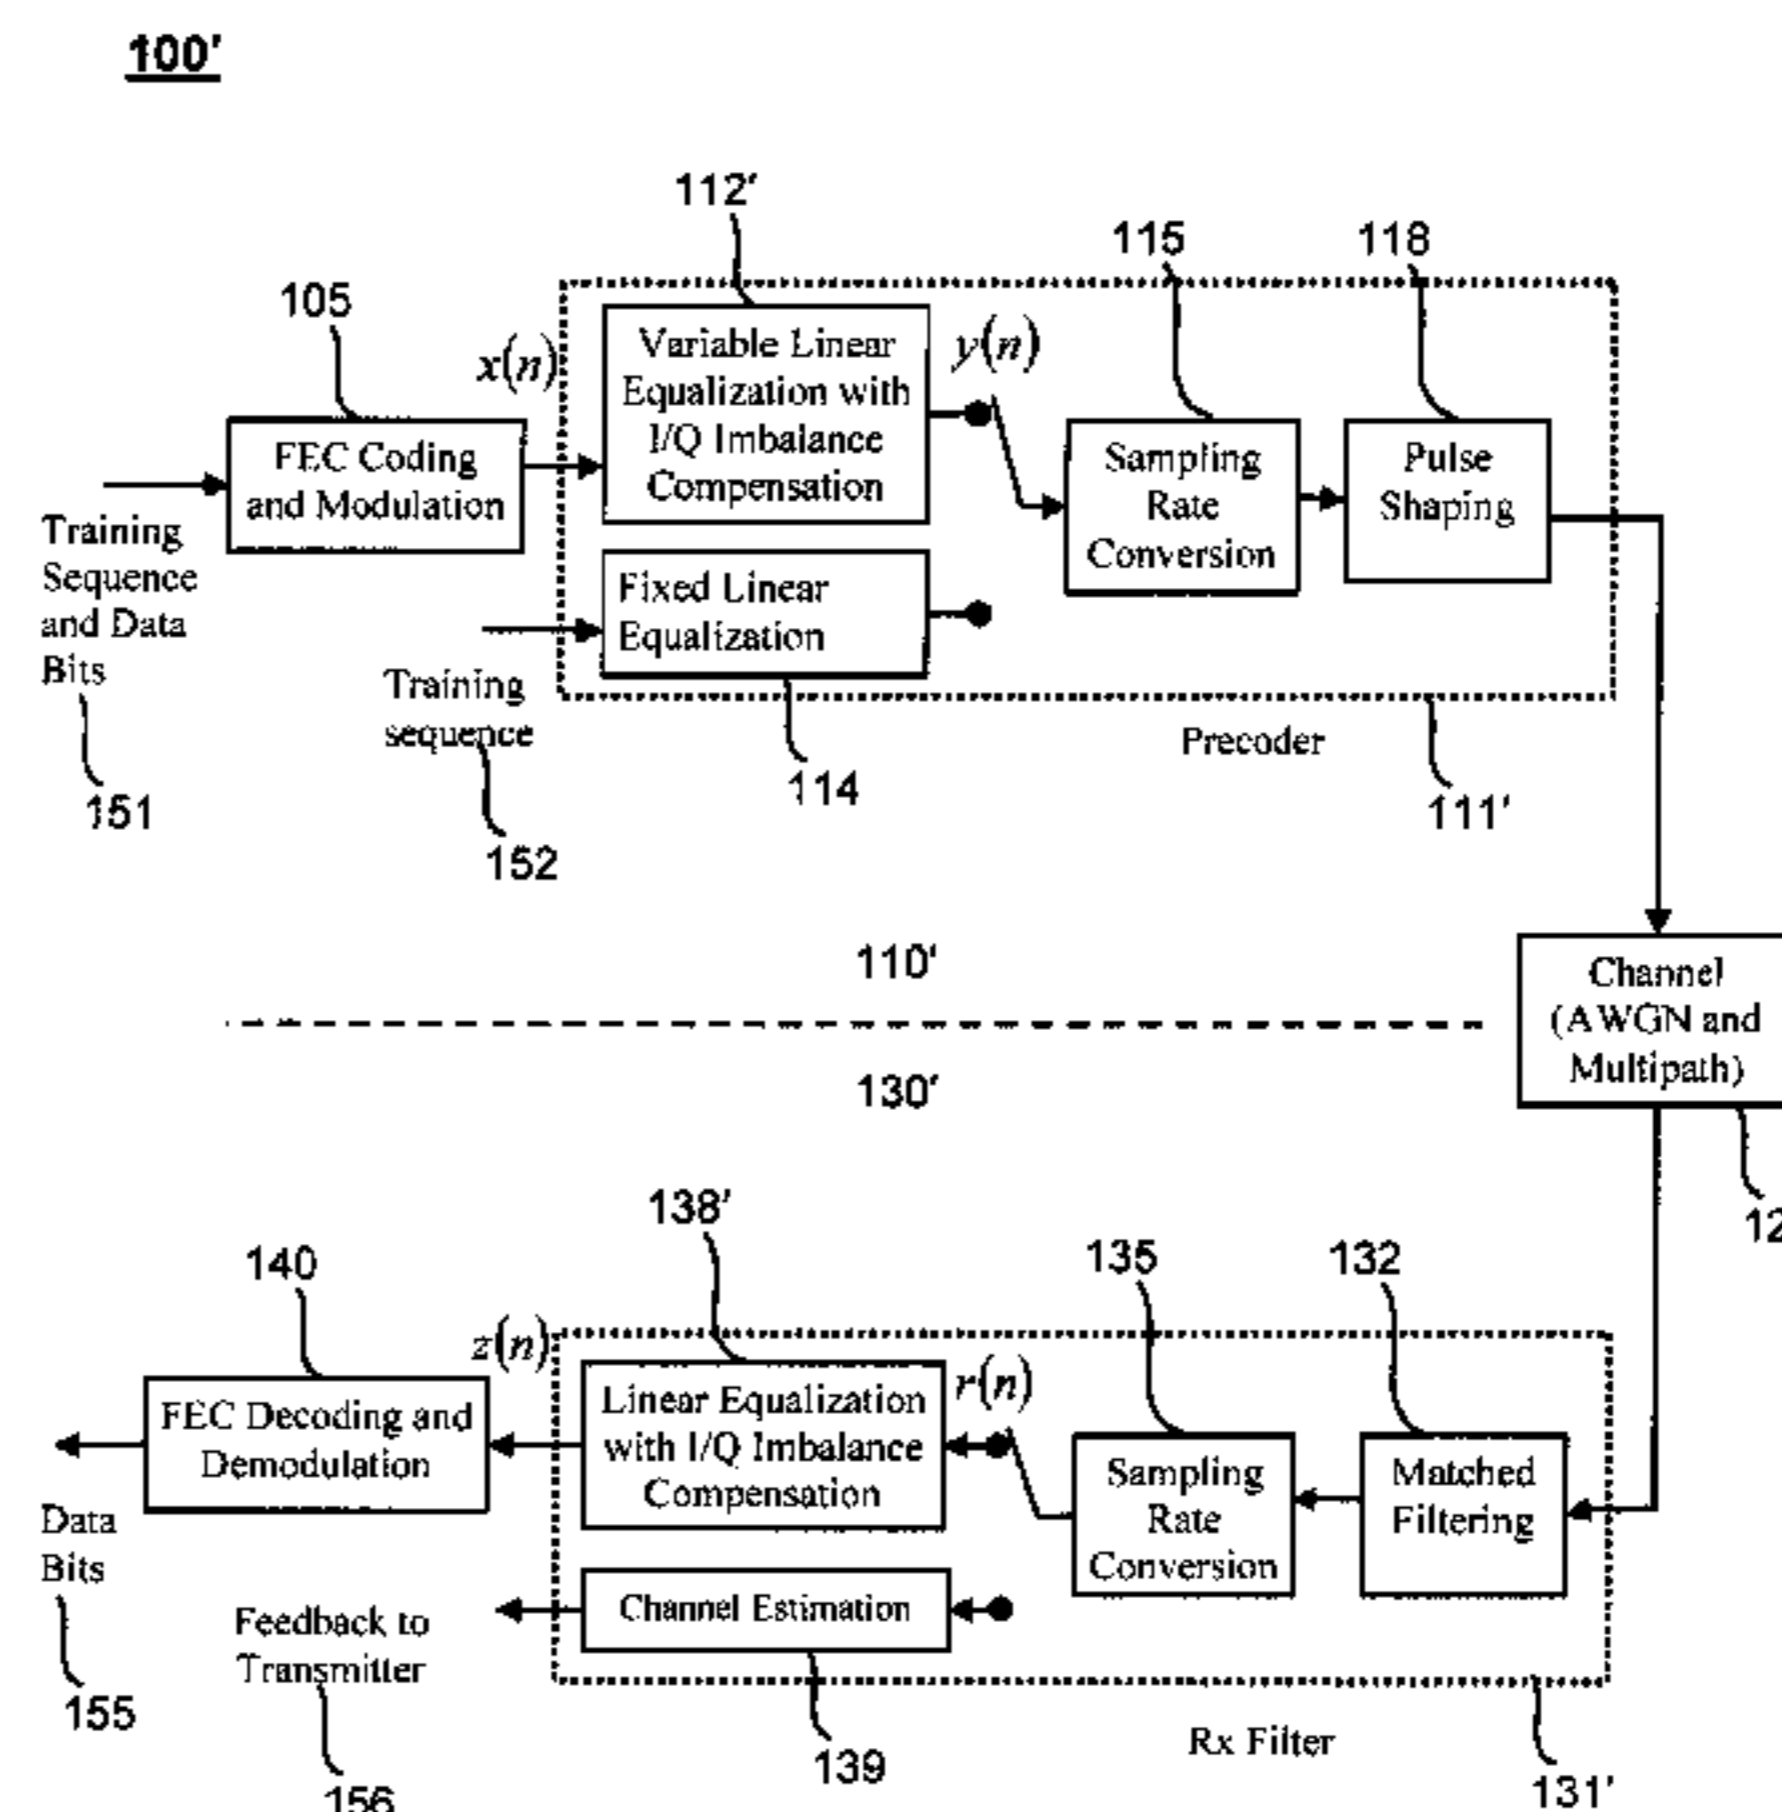 100'
112'
115
118
105
x(n)
Variable Linear
Equalization with
I/Q Imbalance
Compensation
y(n)
FEC Coding
and Modulation
Sampling
Rate
Conversion
Pulse
Shaping
Training
Sequence
and Data
Bits
Fixed Linear
Equalization
Training
sequence
Precoder
151
152
114
111'
110'
Channel
(AWGN and
Multipath)
130'
12
138'
140
135
132
z(n)
Linear Equalization
with I/Q Imbalance
Compensation
r(n)
FEC Decoding and
Demodulation
Sampling
Rate
Conversion
Matched
Filtering
Data
Bits
Channel Estimation
Feedback to
Transmitter
155
156
139
Rx Filter
131'